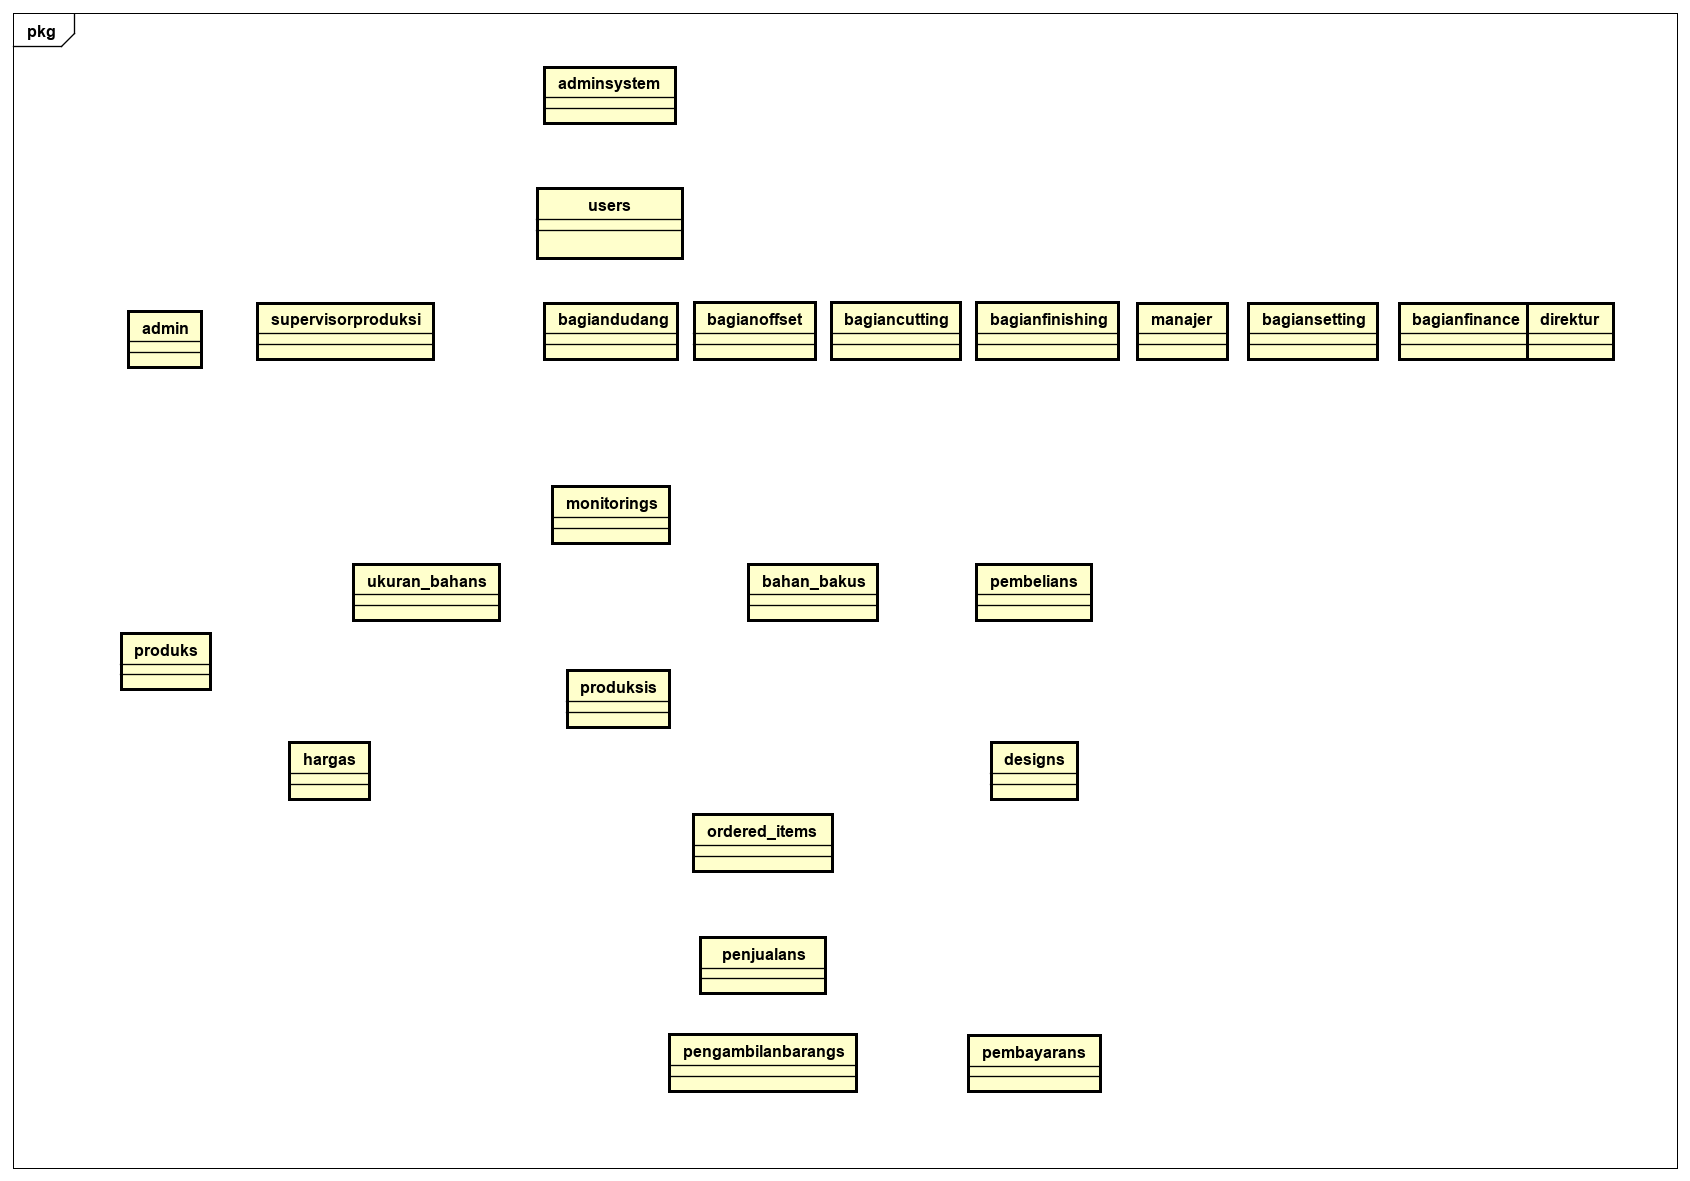 pkg
adminsystem
users
admin
supervisorproduksi
bagiandudang
bagianoffset
bagiancutting
bagianfinishing
manajer
bagiansetting
bagianfinance
direktur
monitorings
ukuran_bahans
bahan_bakus
pembelians
produks
produksis
hargas
designs
ordered_items
penjualans
pengambilanbarangs
pembayarans